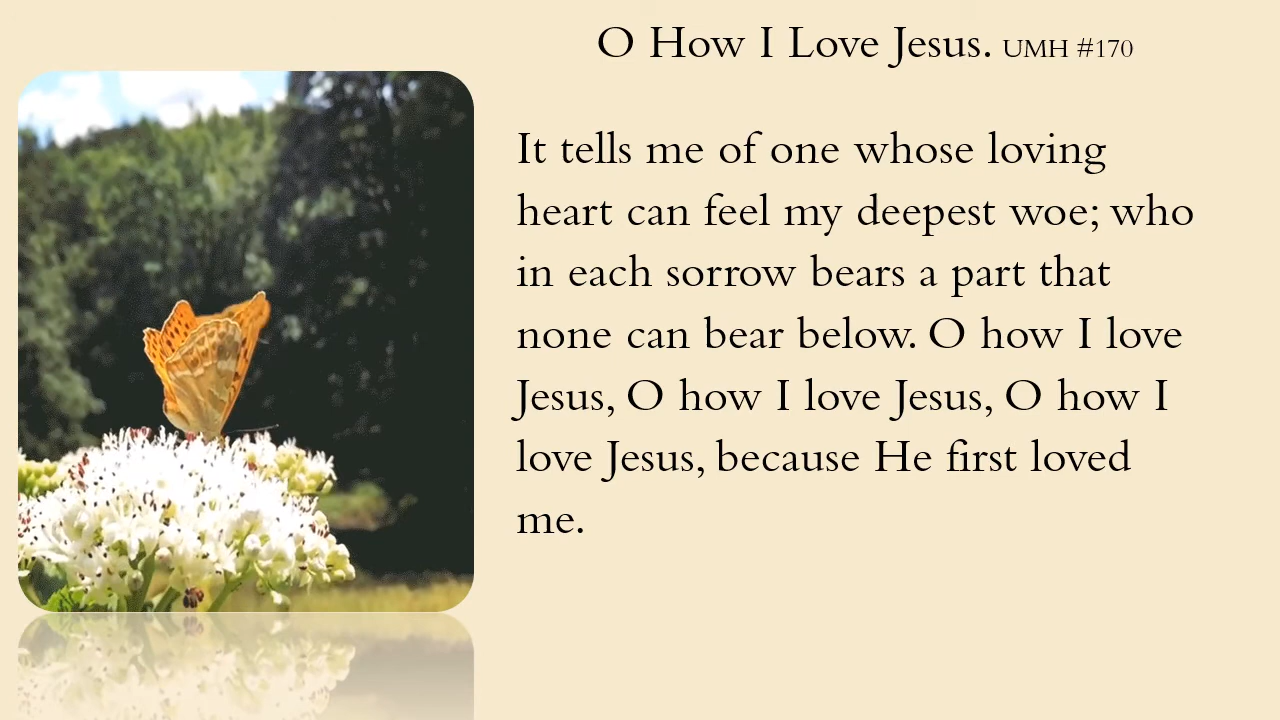 O How I Love Jesus. UMH #170
It tells me of one whose loving
heart can feel my deepest woe; who
in each sorrow bears a part that
none can bear below. O how I love
Jesus, O how I love Jesus, O how I
love Jesus, because He first loved
me.